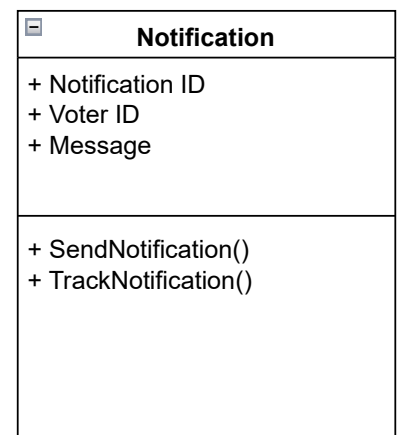 Notification
+ Notification ID
+ Voter ID
+ Message
+ SendNotification()
+ TrackNotification()